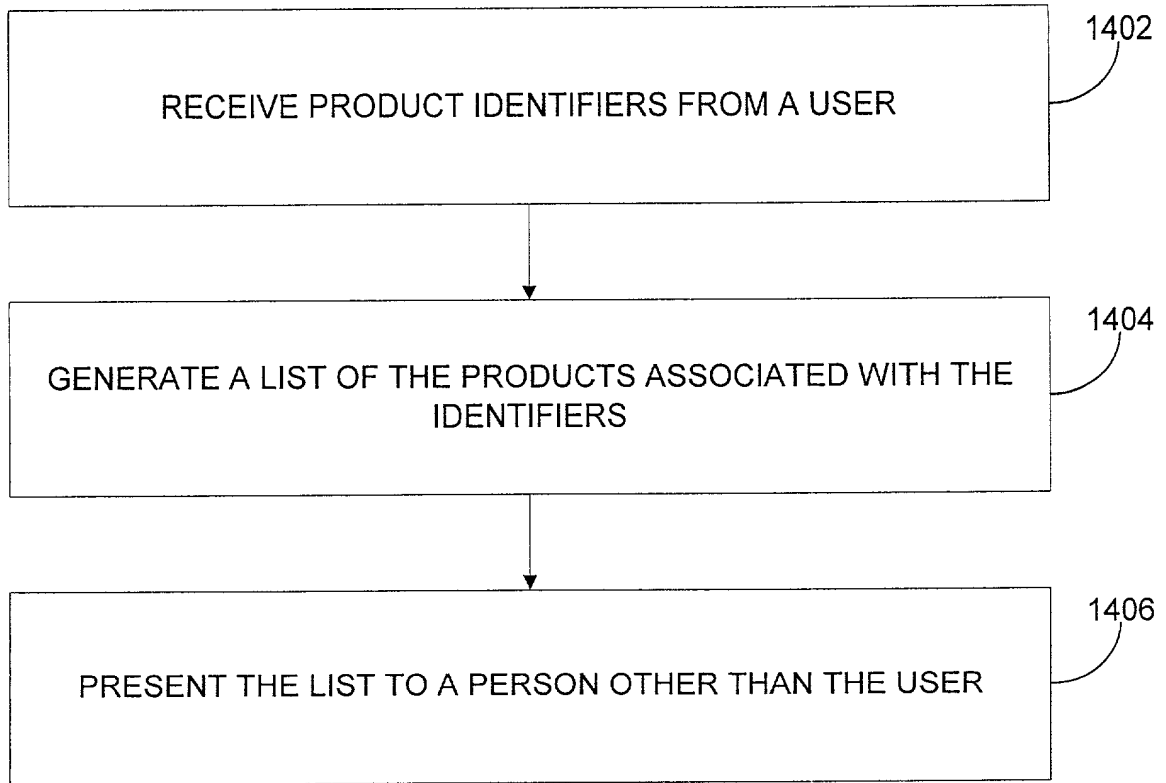 1402
RECEIVE PRODUCT IDENTIFIERS FROM A USER
1404
GENERATE A LIST OF THE PRODUCTS ASSOCIATED WITH THE
IDENTIFIERS
1406
PRESENT THE LIST TO A PERSON OTHER THAN THE USER